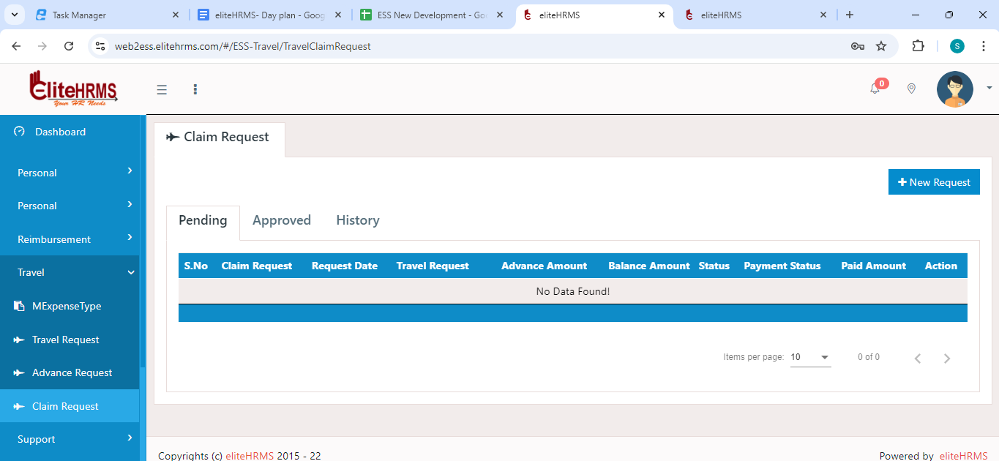 Task Manager
eliteHRMS- Day plan - Goog
ESS New Development - Go
eliteHRMS
eliteHRMS
web2ess.elitehrms.com/#/ESS-Travel/TravelClaimRequest
S
EliteHRMS
Your HR Needs
0
Dashboard
Personal
Personal
Reimbursement
Travel
MExpenseType
Travel Request
Advance Request
Claim Request
Support
Claim Request
New Request
Pending Approved History
S.No Claim Request Request Date Travel Request Advance Amount Balance Amount Status Payment Status Paid Amount Action
No Data Found!
Items per page: 10 0 of 0
Copyrights (c) eliteHRMS 2015 - 22
Powered by eliteHRMS